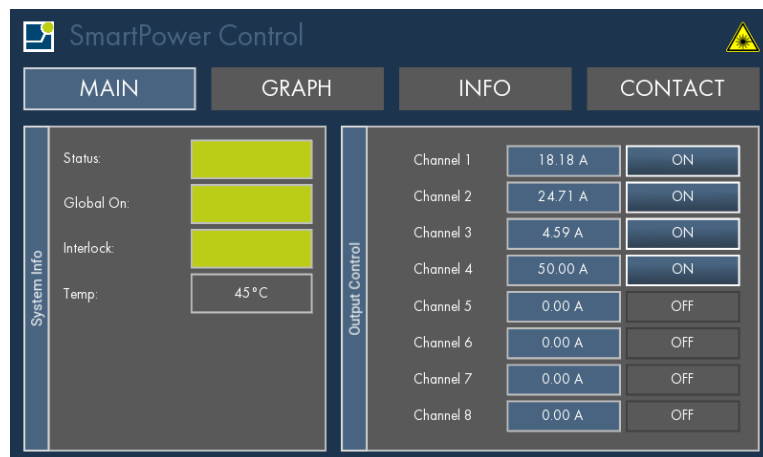 SmartPower Control
MAIN GRAPH INFO CONTACT
System Info
Status:
Global On:
Interlock:
Temp: 45°C
Output Control
Channel 1 18.18 A ON
Channel 2 24.71 A ON
Channel 3 4.59 A ON
Channel 4 50.00 A ON
Channel 5 0.00 A OFF
Channel 6 0.00 A OFF
Channel 7 0.00 A OFF
Channel 8 0.00 A OFF